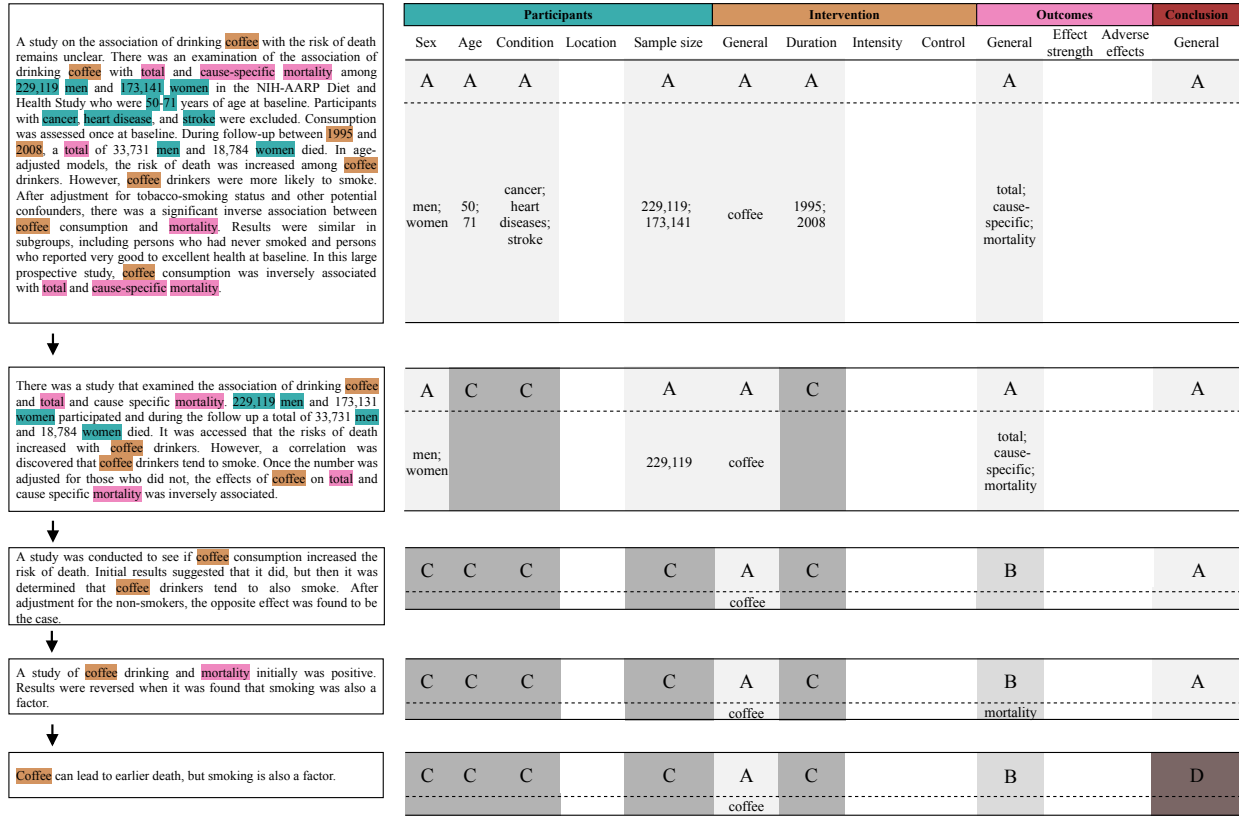 Participants Intervention Outcomes Conclusion
Sex Age Condition Location Sample size General Duration Intensity Control General Effect strength Adverse effects General
A study on the association of drinking coffee with the risk of death
remains unclear. There was an examination of the association of
drinking coffee with total and cause-specific mortality among
229,119 men and 173,141 women in the NIH-AARP Diet and
Health Study who were 50-71 years of age at baseline. Participants
with cancer, heart disease, and stroke were excluded. Consumption
was assessed once at baseline. During follow-up between 1995 and
2008, a total of 33,731 men and 18,784 women died. In age-
adjusted models, the risk of death was increased among coffee
drinkers. However, coffee drinkers were more likely to smoke.
After adjustment for tobacco-smoking status and other potential
confounders, there was a significant inverse association between
coffee consumption and mortality. Results were similar in
subgroups, including persons who had never smoked and persons
who reported very good to excellent health at baseline. In this large
prospective study, coffee consumption was inversely associated
with total and cause-specific mortality.
A A A A A A A A
men; women 50; 71 cancer; heart diseases; stroke 229,119; 173,141 coffee 1995; 2008 total; cause-specific; mortality
There was a study that examined the association of drinking coffee
and total and cause specific mortality. 229,119 men and 173,131
women participated and during the follow up a total of 33,731 men
and 18,784 women died. It was accessed that the risks of death
increased with coffee drinkers. However, a correlation was
discovered that coffee drinkers tend to smoke. Once the number was
adjusted for those who did not, the effects of coffee on total and
cause specific mortality was inversely associated.
A C C A A C A A
men; women 229,119 coffee total; cause-specific; mortality
A study was conducted to see if coffee consumption increased the
risk of death. Initial results suggested that it did, but then it was
determined that coffee drinkers tend to also smoke. After
adjustment for the non-smokers, the opposite effect was found to be
the case.
C C C C A C B A
coffee
A study of coffee drinking and mortality initially was positive.
Results were reversed when it was found that smoking was also a
factor.
C C C C A C B A
coffee mortality
Coffee can lead to earlier death, but smoking is also a factor.
C C C C A C B D
coffee